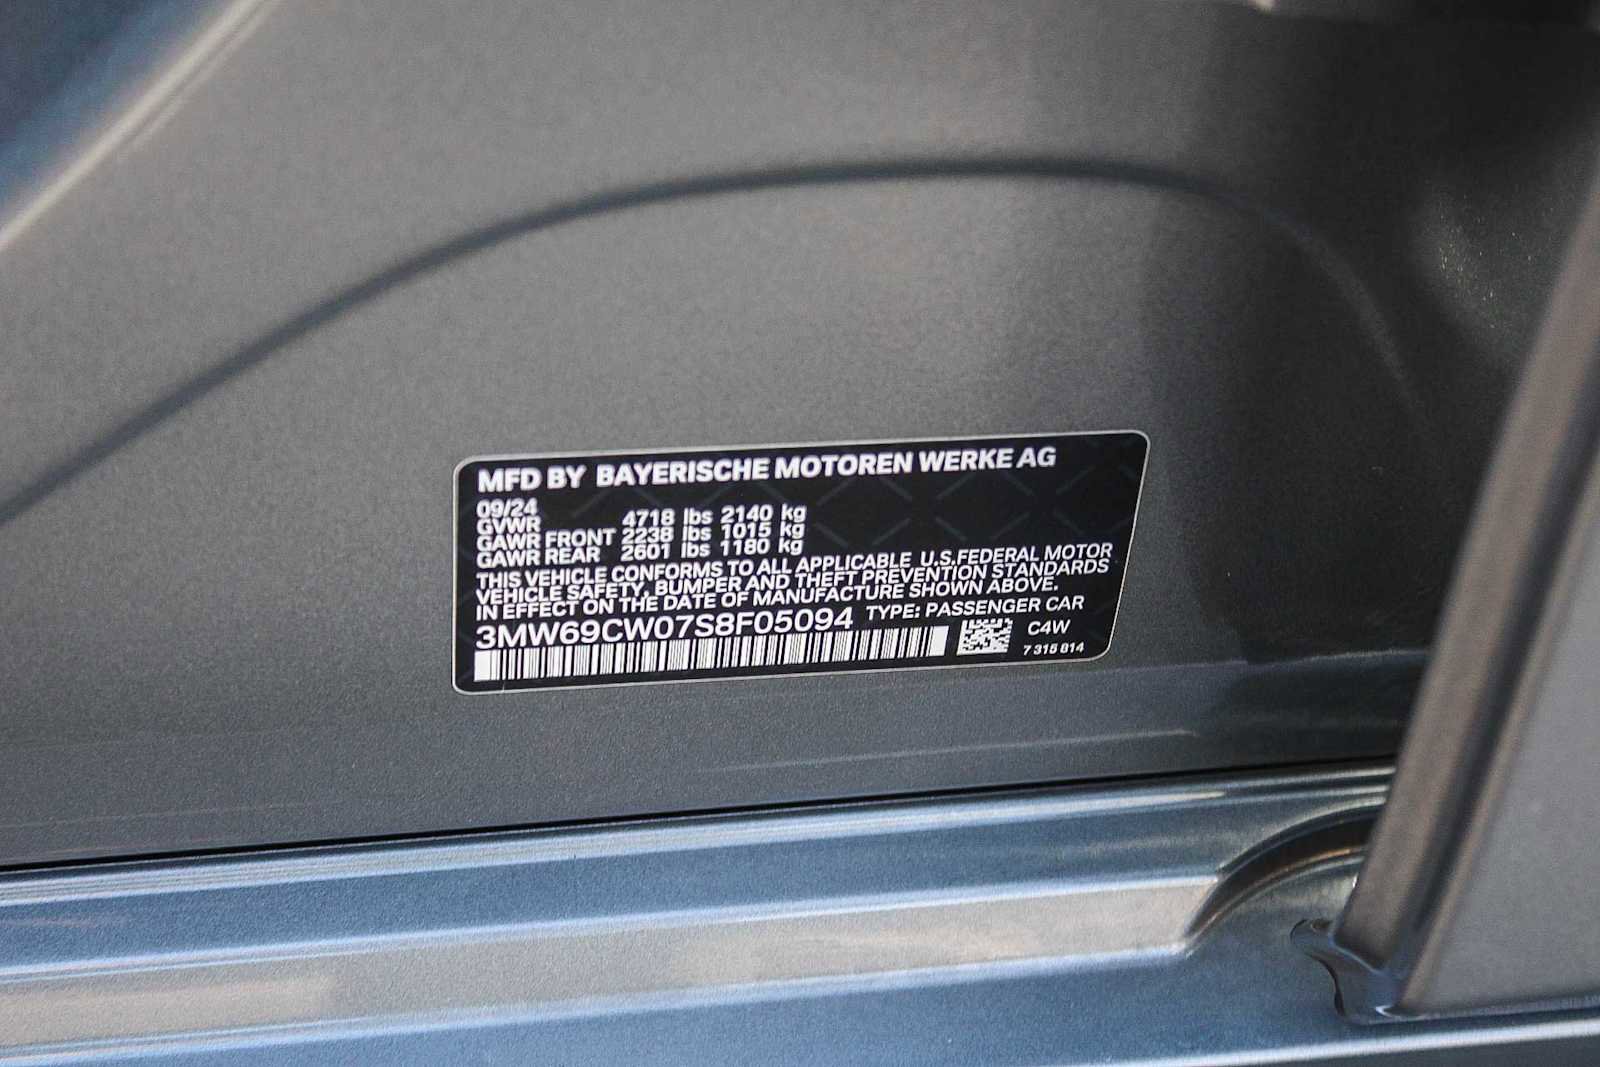 MFD BY BAYERISCHE MOTOREN WERKE AG
09/24
GVWR 4718 lbs 2140 kg
GAWR FRONT 2238 lbs 1015 kg
GAWR REAR 2601 lbs 1180 kg
THIS VEHICLE CONFORMS TO ALL APPLICABLE U.S.FEDERAL MOTOR
VEHICLE SAFETY, BUMPER AND THEFT PREVENTION STANDARDS
IN EFFECT ON THE DATE OF MANUFACTURE SHOWN ABOVE.
3MW69CW07S8F05094 TYPE: PASSENGER CAR
C4W
7 315 814